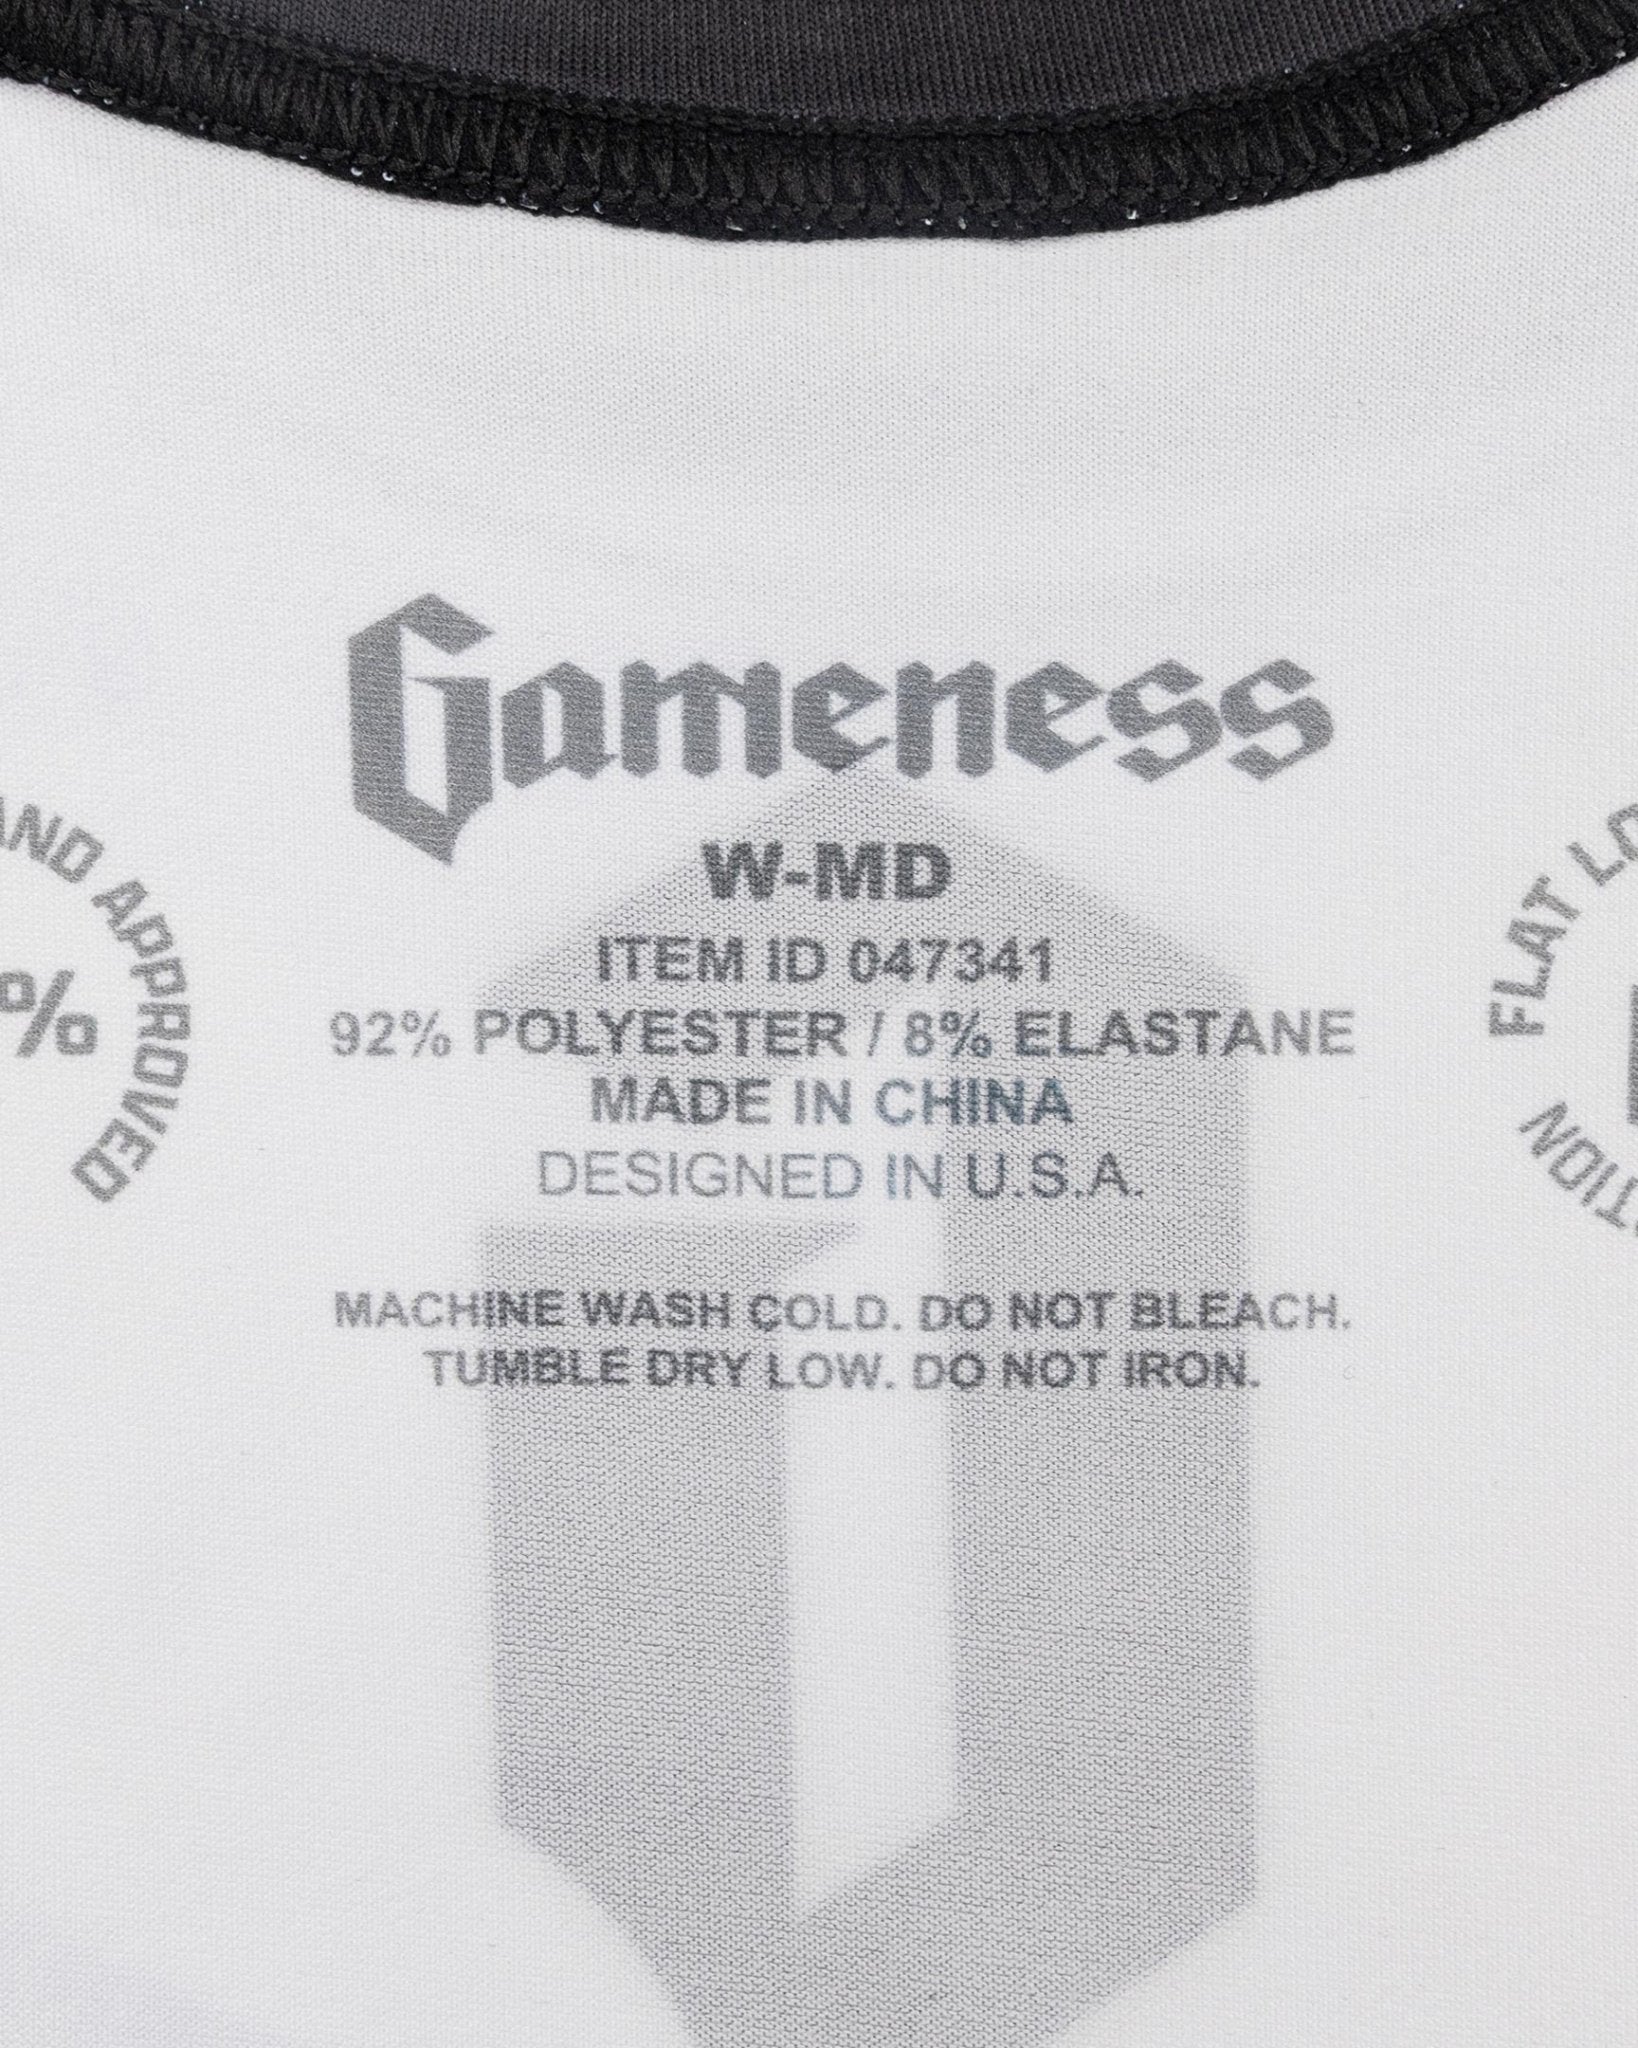 Gameness
W-MD
ITEM ID 047341
92% POLYESTER / 8% ELASTANE
MADE IN CHINA
DESIGNED IN U.S.A.
MACHINE WASH COLD. DO NOT BLEACH.
TUMBLE DRY LOW. DO NOT IRON.
APPROVED
%
FLAT